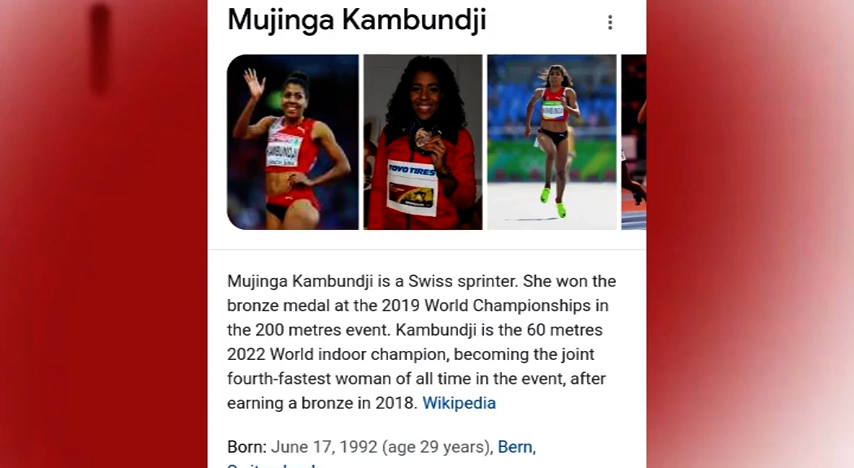 Mujinga Kambundji
KAMBUNDJI
TOYO TIRES
Mujinga Kambundji is a Swiss sprinter. She won the
bronze medal at the 2019 World Championships in
the 200 metres event. Kambundji is the 60 metres
2022 World indoor champion, becoming the joint
fourth-fastest woman of all time in the event, after
earning a bronze in 2018. Wikipedia
Born: June 17, 1992 (age 29 years), Bern,